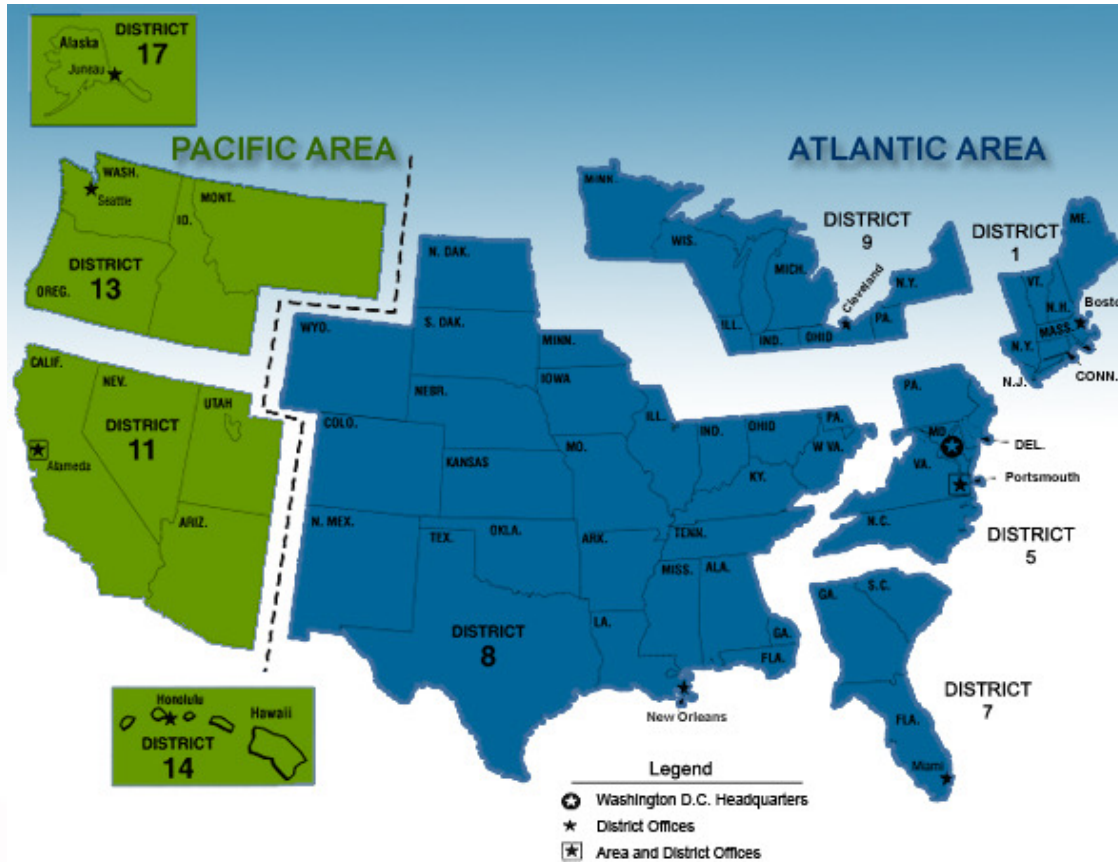 DISTRICT
17
Alaska
Juneau
PACIFIC AREA
ATLANTIC AREA
WASH.
Seattle
ID.
MONT.
DISTRICT
13
OREG.
CALIF.
NEV.
UTAH
DISTRICT
11
Alameda
ARIZ.
Honolulu
Hawaii
DISTRICT
14
N. DAK.
S. DAK.
WYO.
NEBR.
MINN.
IOWA
COLO.
KANSAS
MO.
ILL.
IND.
OHIO
PA.
W VA.
KY.
N. MEX.
TEX.
OKLA.
ARK.
TENN.
MISS.
ALA.
LA.
GA.
FLA.
DISTRICT
8
New Orleans
MINN.
WIS.
MICH.
DISTRICT
9
Cleveland
N.Y.
PA.
ILL.
IND.
OHIO
DISTRICT
1
ME.
VT.
N.H.
Bosto
MASS.
N.Y.
N.J.
CONN.
PA.
MD.
DEL.
VA.
Portsmouth
N.C.
DISTRICT
5
GA.
S.C.
DISTRICT
7
FLA.
Miami
Legend
Washington D.C. Headquarters
District Offices
Area and District Offices